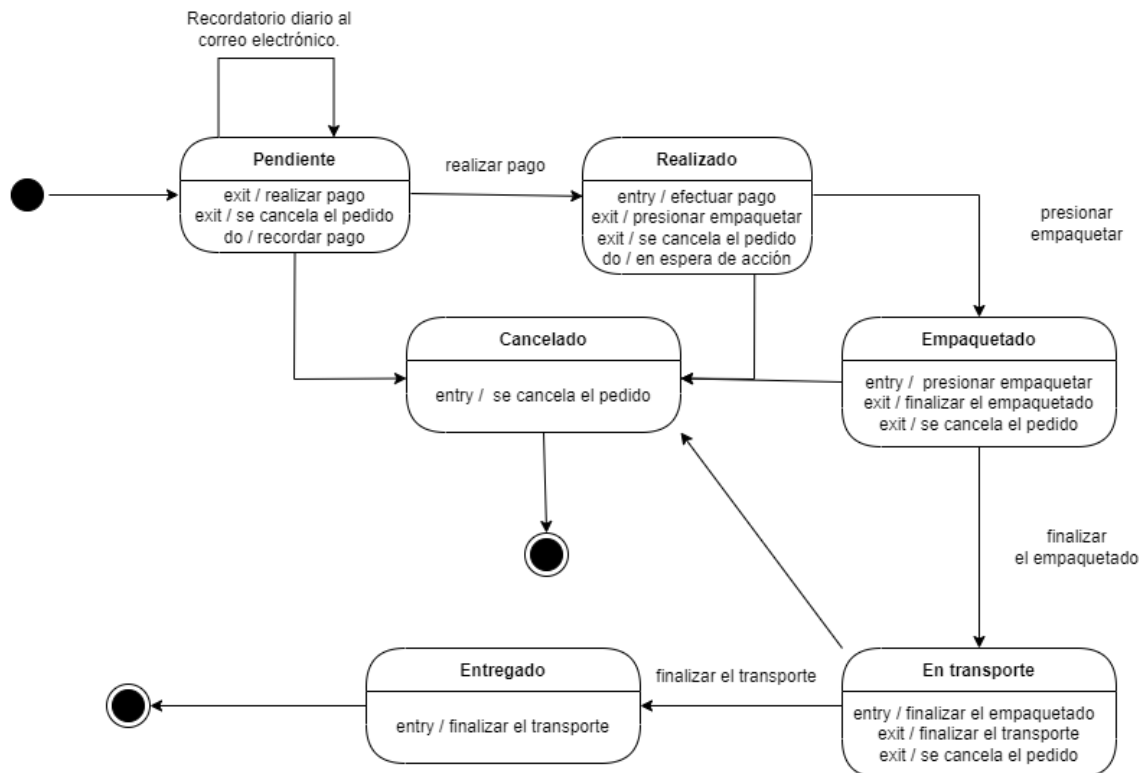 Recordatorio diario al
correo electrónico.
Pendiente
exit / realizar pago
exit / se cancela el pedido
do / recordar pago
realizar pago
Realizado
entry / efectuar pago
exit / presionar empaquetar
exit / se cancela el pedido
do / en espera de acción
presionar
empaquetar
Cancelado
entry / se cancela el pedido
Empaquetado
entry / presionar empaquetar
exit / finalizar el empaquetado
exit / se cancela el pedido
finalizar
el empaquetado
Entregado
entry / finalizar el transporte
finalizar el transporte
En transporte
entry / finalizar el empaquetado
exit / finalizar el transporte
exit / se cancela el pedido